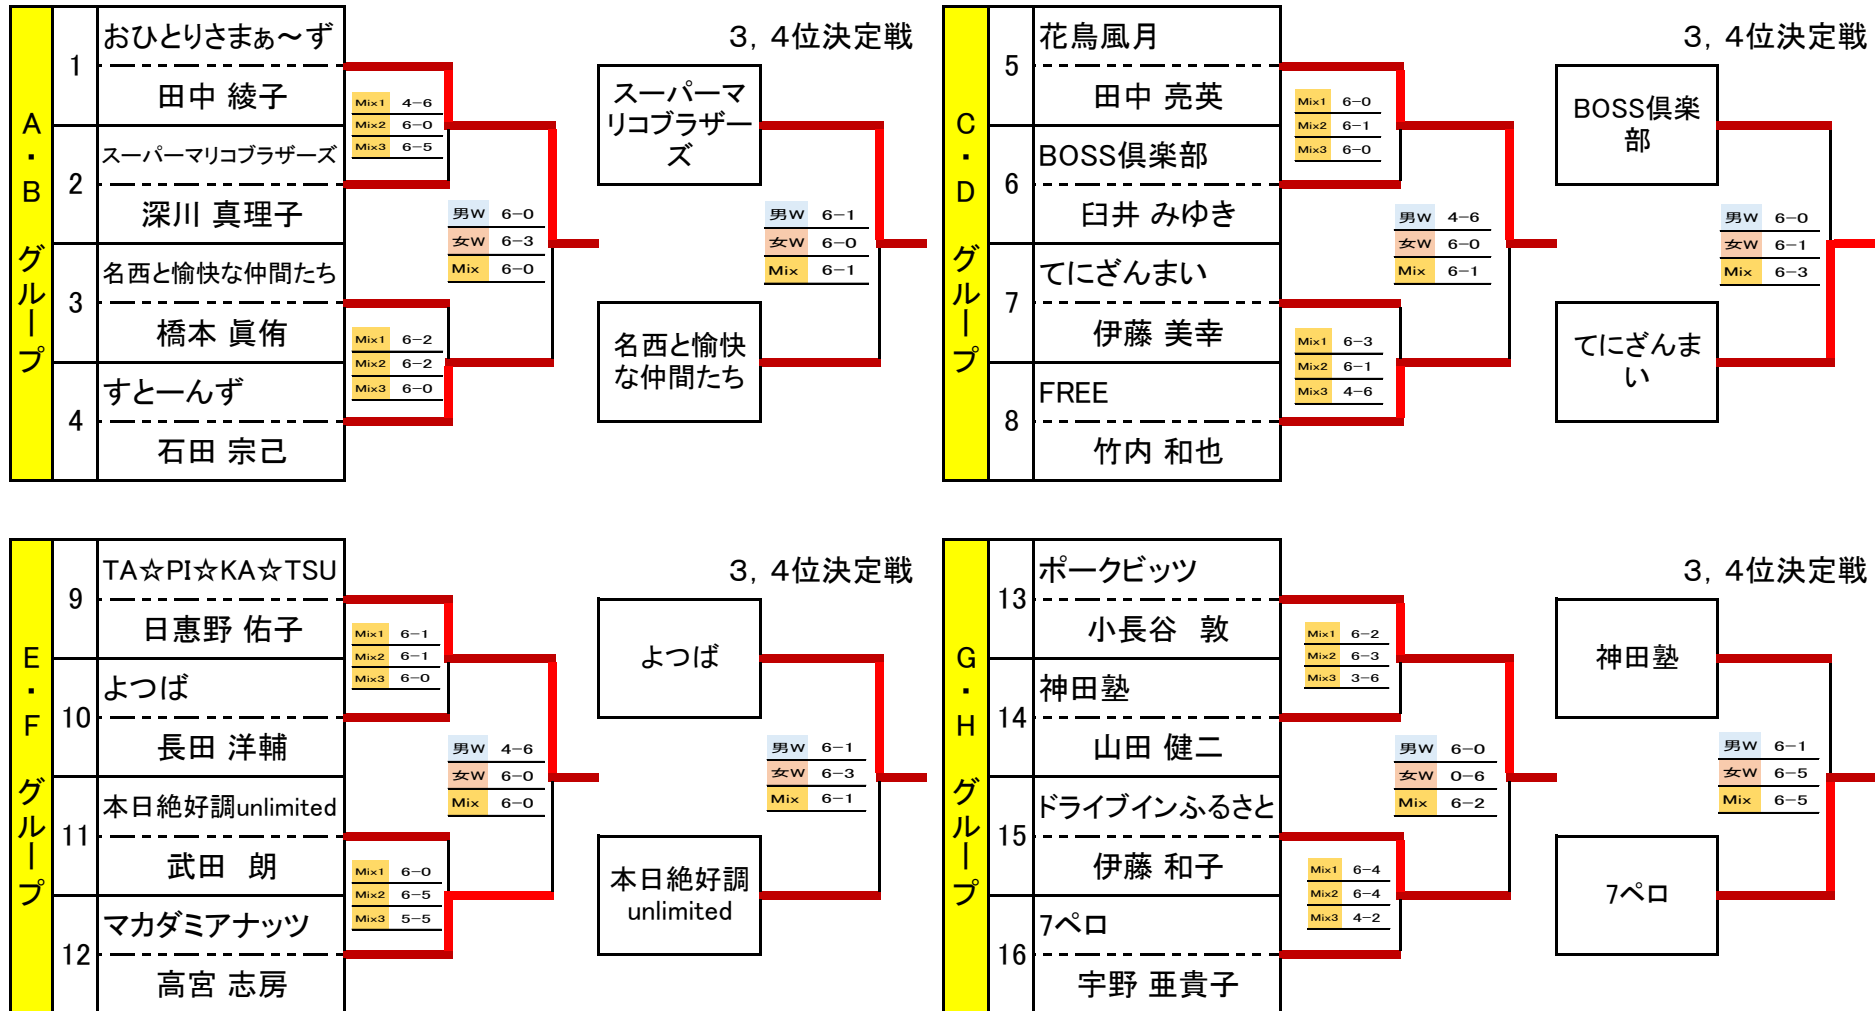 A・B グループ
1
おひとりさまぁ～ず
田中 綾子
2
スーパーマリコブラザーズ
深川 真理子
3
名西と愉快な仲間たち
橋本 眞侑
4
すとーんず
石田 宗己
Mix1 4-6
Mix2 6-0
Mix3 6-5
Mix1 6-2
Mix2 6-2
Mix3 6-0
男W 6-0
女W 6-3
Mix 6-0
3，4位決定戦
スーパーマ
リコブラザー
ズ
男W 6-1
女W 6-0
Mix 6-1
名西と愉快
な仲間たち
C・D グループ
5
花鳥風月
田中 亮英
6
BOSS倶楽部
臼井 みゆき
7
てにざんまい
伊藤 美幸
8
FREE
竹内 和也
Mix1 6-0
Mix2 6-1
Mix3 6-0
Mix1 6-3
Mix2 6-1
Mix3 4-6
男W 4-6
女W 6-0
Mix 6-1
3，4位決定戦
BOSS倶楽
部
男W 6-0
女W 6-1
Mix 6-3
てにざんま
い
E・F グループ
9
TA☆PI☆KA☆TSU
日惠野 佑子
10
よつば
長田 洋輔
11
本日絶好調unlimited
武田 朗
12
マカダミアナッツ
高宮 志房
Mix1 6-1
Mix2 6-1
Mix3 6-0
Mix1 6-0
Mix2 6-5
Mix3 5-5
男W 4-6
女W 6-0
Mix 6-0
3，4位決定戦
よつば
男W 6-1
女W 6-3
Mix 6-1
本日絶好調
unlimited
G・H グループ
13
ポークビッツ
小長谷 敦
14
神田塾
山田 健二
15
ドライブインふるさと
伊藤 和子
16
7ペロ
宇野 亜貴子
Mix1 6-2
Mix2 6-3
Mix3 3-6
Mix1 6-4
Mix2 6-4
Mix3 4-2
男W 6-0
女W 0-6
Mix 6-2
3，4位決定戦
神田塾
男W 6-1
女W 6-5
Mix 6-5
7ペロ